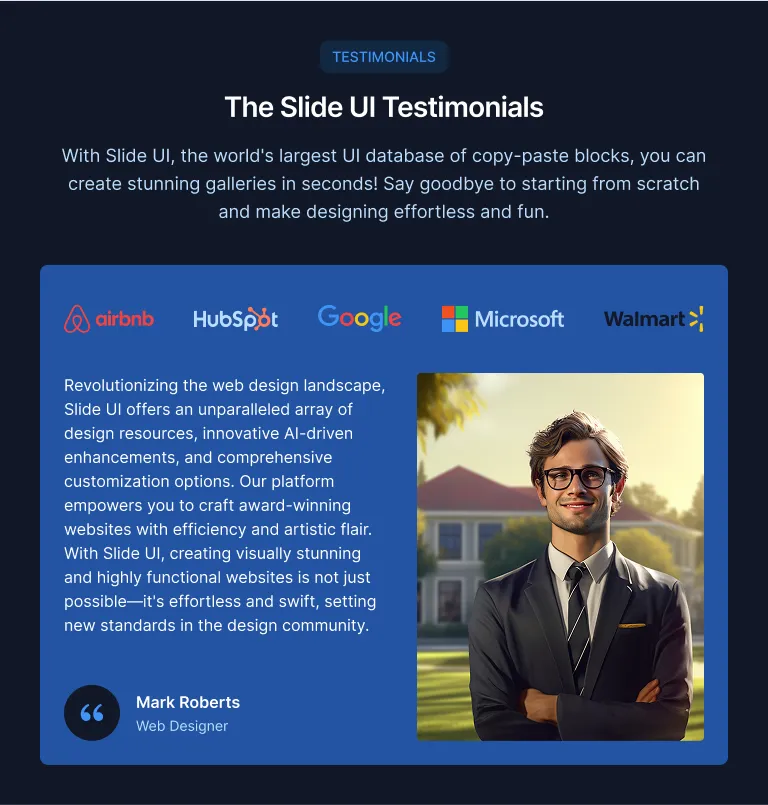 TESTIMONIALS
The Slide UI Testimonials
With Slide UI, the world's largest UI database of copy-paste blocks, you can
create stunning galleries in seconds! Say goodbye to starting from scratch
and make designing effortless and fun.
airbnb HubSpot Google Microsoft Walmart
Revolutionizing the web design landscape,
Slide UI offers an unparalleled array of
design resources, innovative AI-driven
enhancements, and comprehensive
customization options. Our platform
empowers you to craft award-winning
websites with efficiency and artistic flair.
With Slide UI, creating visually stunning
and highly functional websites is not just
possible—it's effortless and swift, setting
new standards in the design community.
Mark Roberts
Web Designer